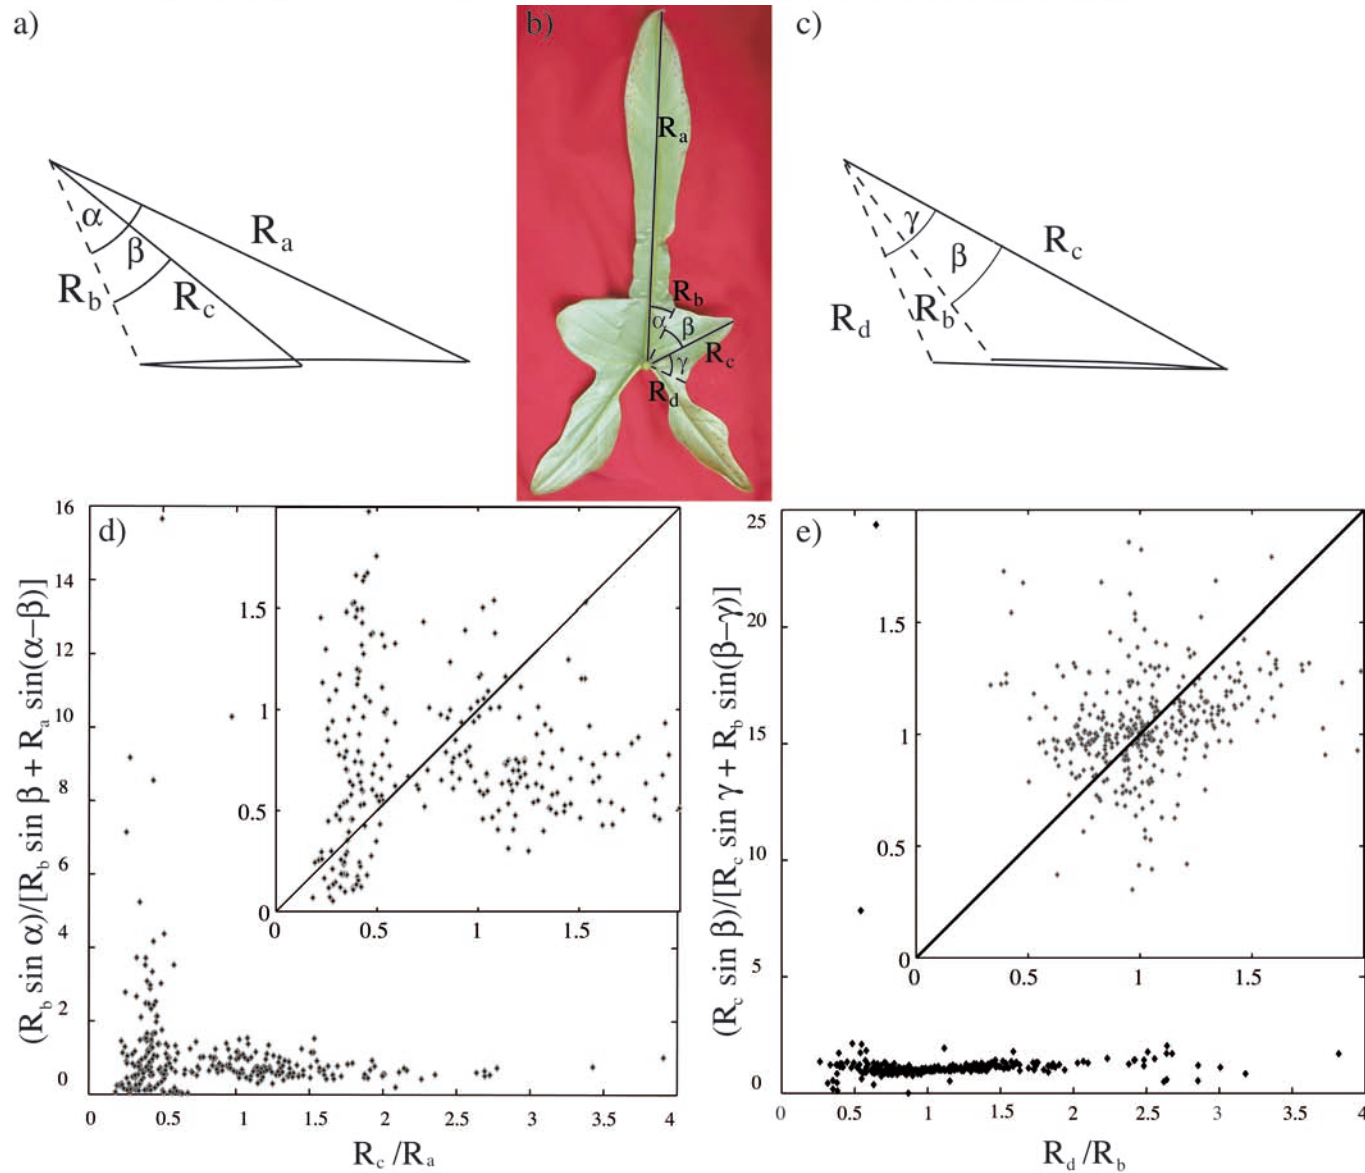 a)
α
β
R_a
R_b
R_c
b)
R_a
R_b
α
β
R_c
γ
R_d
c)
γ
β
R_c
R_b
R_d
d)
(R_b sin α)/[R_b sin β + R_a sin(α–β)]
16
14
12
10
8
6
4
2
0
1.5
1
0.5
0
0 0.5 1 1.5
0 0.5 1 1.5 2 2.5 3 3.5 4
R_c /R_a
e)
(R_c sin β)/[R_c sin γ + R_b sin(β–γ)]
25
20
15
10
5
0
1.5
1
0.5
0
0 0.5 1 1.5
0 0.5 1 1.5 2 2.5 3 3.5 4
R_d /R_b